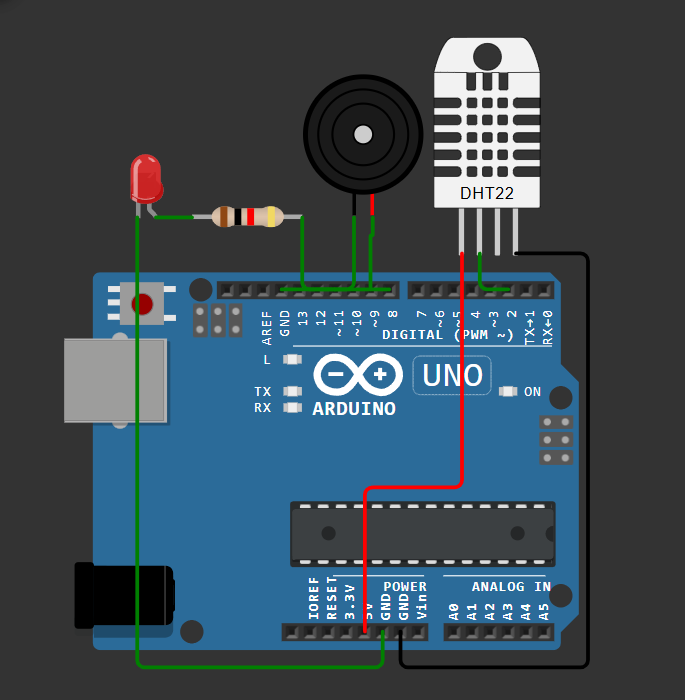 DHT22
AREF
GND
13
12
~11
~10
~9
8
7
~6
~5
4
~3
2
TX→1
RX←0
DIGITAL (PWM ~)
L
TX
RX
ARDUINO
UNO
ON
IOREF
RESET
3.3V
5V
GND
GND
Vin
POWER
ANALOG IN
A0
A1
A2
A3
A4
A5